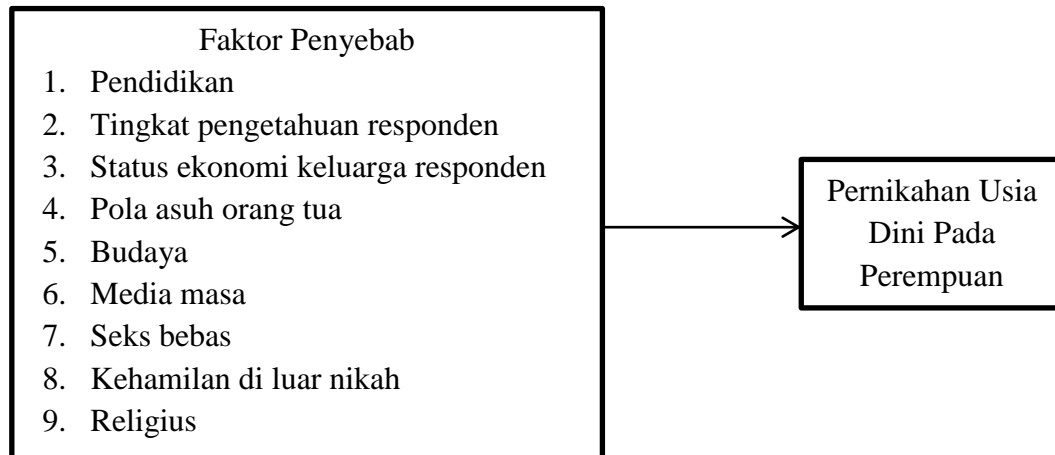 Faktor Penyebab
1. Pendidikan
2. Tingkat pengetahuan responden
3. Status ekonomi keluarga responden
4. Pola asuh orang tua
5. Budaya
6. Media masa
7. Seks bebas
8. Kehamilan di luar nikah
9. Religius
Pernikahan Usia
Dini Pada
Perempuan